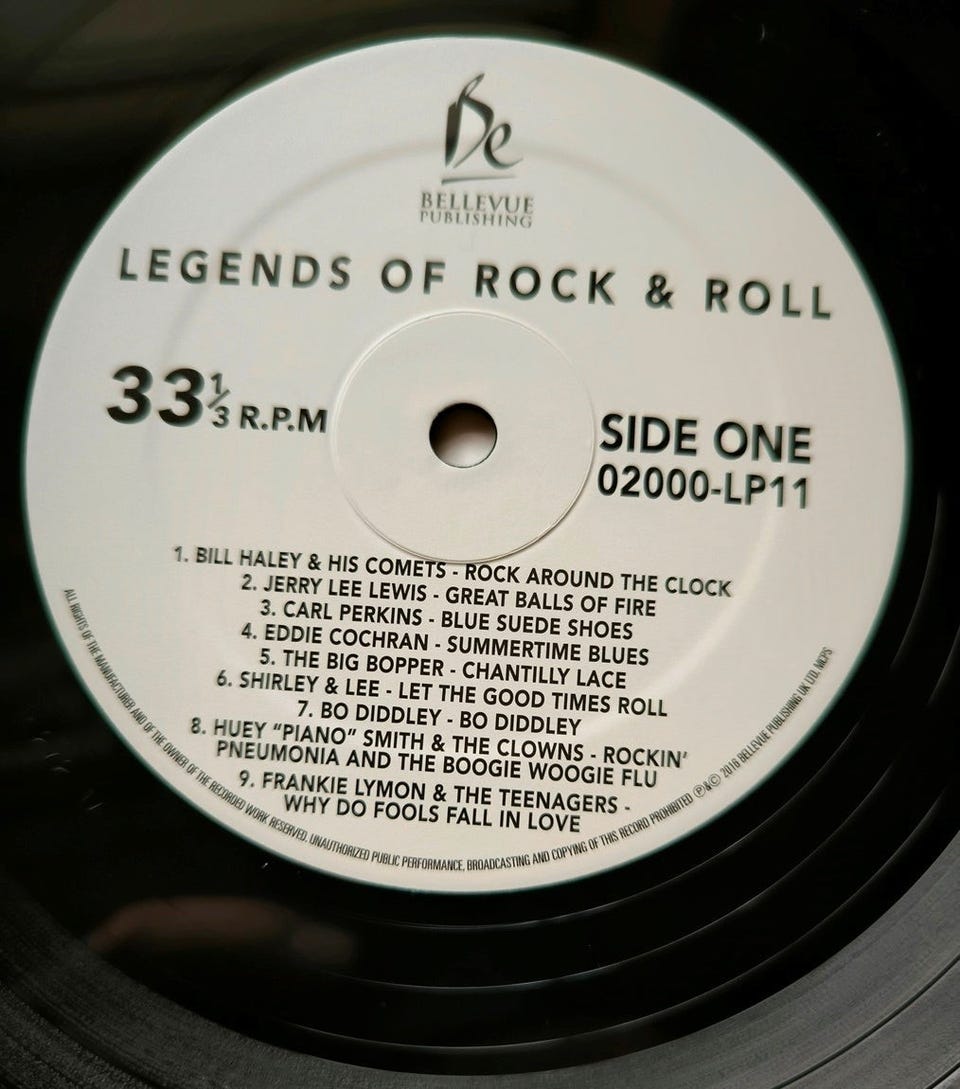 Be
BELLEVUE
PUBLISHING
LEGENDS OF ROCK & ROLL
33 1/3 R.P.M
SIDE ONE
02000-LP11
1. BILL HALEY & HIS COMETS - ROCK AROUND THE CLOCK
2. JERRY LEE LEWIS - GREAT BALLS OF FIRE
3. CARL PERKINS - BLUE SUEDE SHOES
4. EDDIE COCHRAN - SUMMERTIME BLUES
5. THE BIG BOPPER - CHANTILLY LACE
6. SHIRLEY & LEE - LET THE GOOD TIMES ROLL
7. BO DIDDLEY - BO DIDDLEY
8. HUEY "PIANO" SMITH & THE CLOWNS - ROCKIN'
PNEUMONIA AND THE BOOGIE WOOGIE FLU
9. FRANKIE LYMON & THE TEENAGERS -
WHY DO FOOLS FALL IN LOVE
ALL RIGHTS OF THE MANUFACTURER AND OF THE OWNER OF THE RECORDED WORK RESERVED. UNAUTHORIZED PUBLIC PERFORMANCE, BROADCASTING AND COPYING OF THIS RECORD PROHIBITED ℗&© 2016 BELLEVUE PUBLISHING UK LTD. MCPS